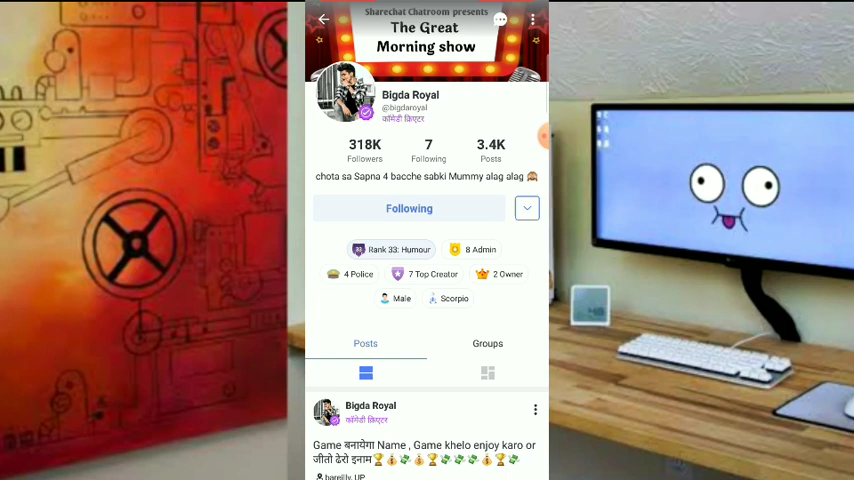 Sharechat Chatroom presents
The Great
Morning show
Bigda Royal
@bigdaroyal
कॉमेडी क्रिएटर
318K 7 3.4K
Followers Following Posts
chota sa Sapna 4 bacche sabki Mummy alag alag 🙈
Following
33 Rank 33: Humour 8 Admin
4 Police 7 Top Creator 2 Owner
Male Scorpio
Posts Groups
Bigda Royal
कॉमेडी क्रिएटर
Game बनायेगा Name , Game khelo enjoy karo or
जीतो ढेरो इनाम🏆💰💸💰🏆💸💸💸💰🏆💸
bareilly, UP